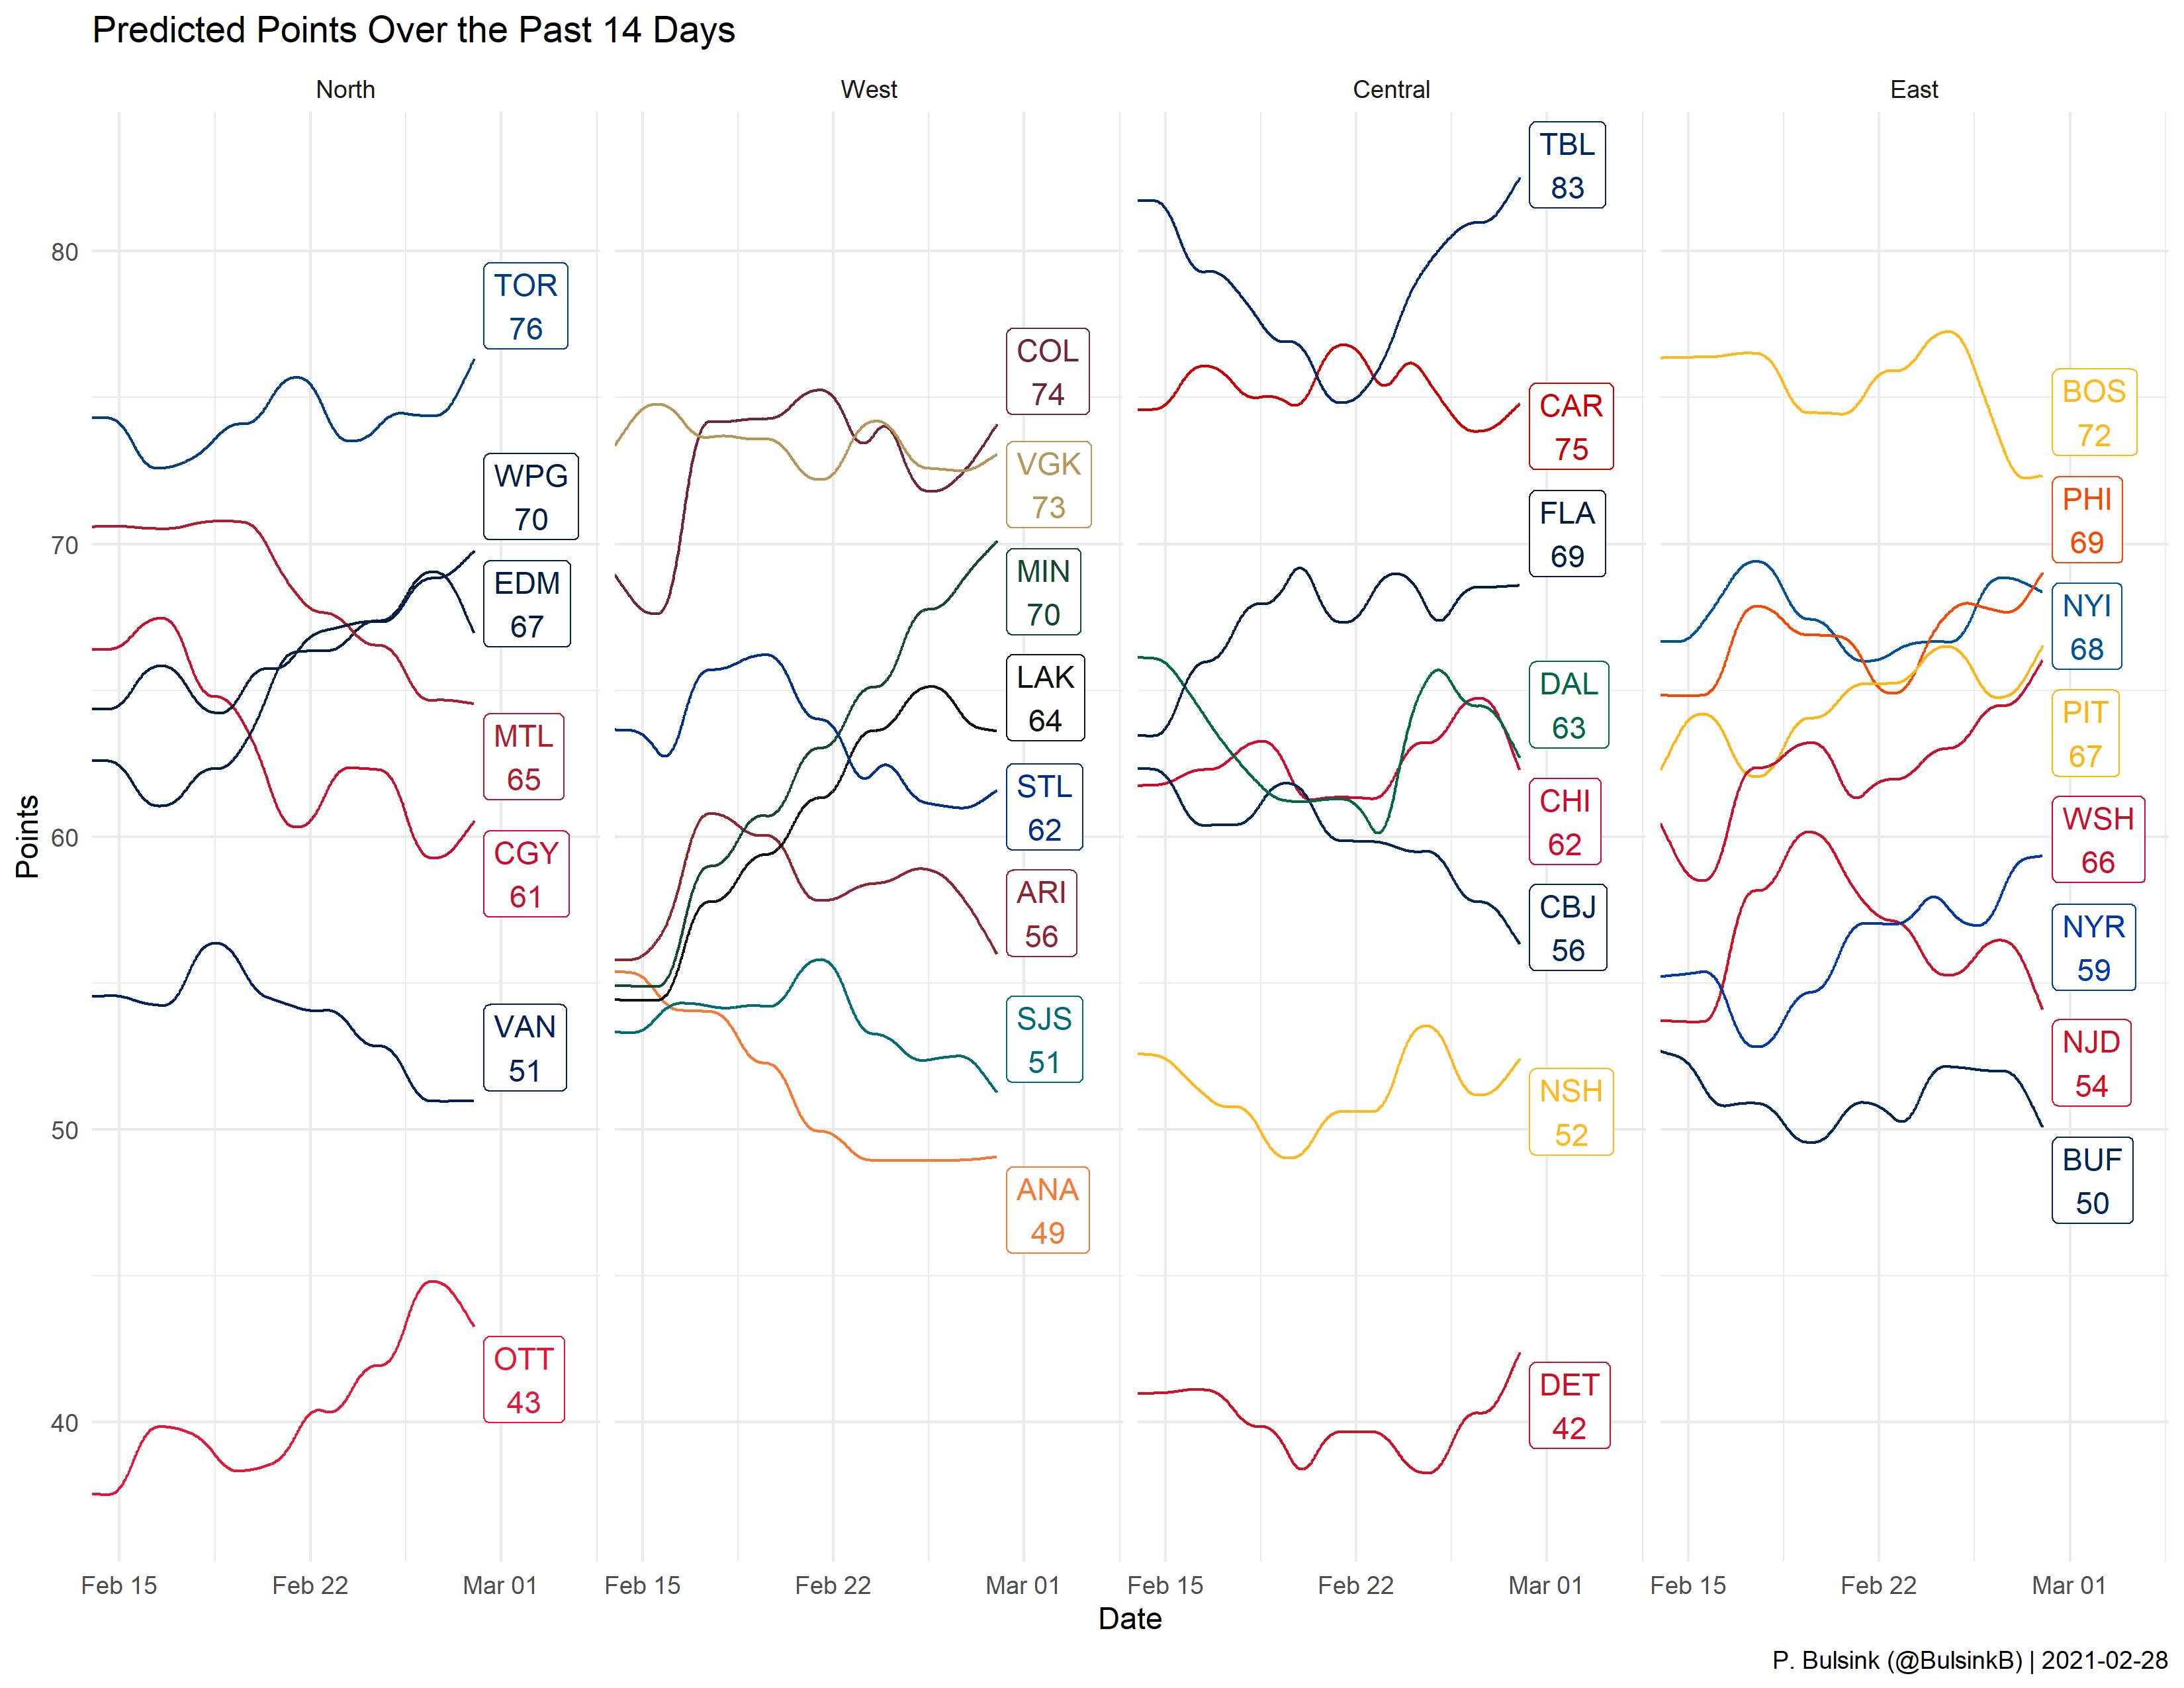 Predicted Points Over the Past 14 Days
North
West
Central
East
Points
80
70
60
50
40
TOR
76
WPG
70
EDM
67
MTL
65
CGY
61
VAN
51
OTT
43
COL
74
VGK
73
MIN
70
LAK
64
STL
62
ARI
56
SJS
51
ANA
49
TBL
83
CAR
75
FLA
69
DAL
63
CHI
62
CBJ
56
NSH
52
DET
42
BOS
72
PHI
69
NYI
68
PIT
67
WSH
66
NYR
59
NJD
54
BUF
50
Feb 15 Feb 22 Mar 01
Feb 15 Feb 22 Mar 01
Feb 15 Feb 22 Mar 01
Feb 15 Feb 22 Mar 01
Date
P. Bulsink (@BulsinkB) | 2021-02-28